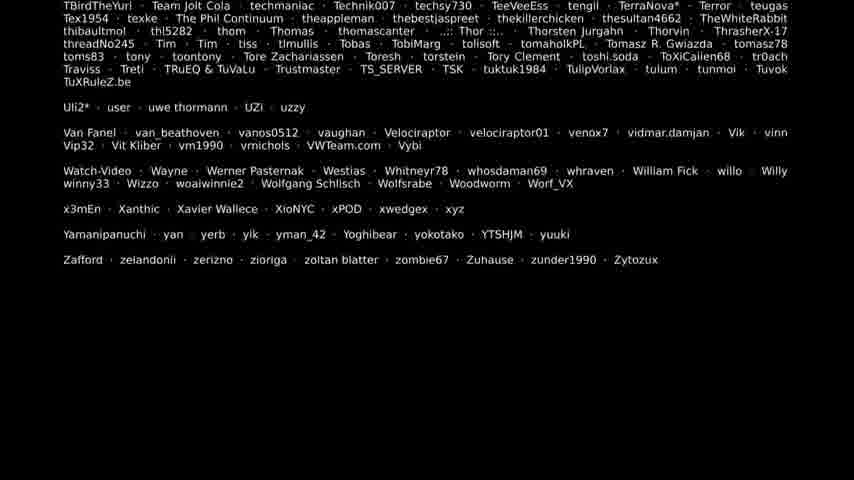 TBirdTheYuri · Team Jolt Cola · techmaniac · Technik007 · techsy730 · TeeVeeEss · tengil · TerraNova* · Terror · teugas
Tex1954 · texke · The Phil Continuum · theappleman · thebestjaspreet · thekillerchicken · thesultan4662 · TheWhiteRabbit
thibaultmol · thl5282 · thom · Thomas · thomascanter · ..:: Thor ::.. · Thorsten Jurgahn · Thorvin · ThrasherX-17
threadNo245 · Tim · Tim · tiss · tlmullis · Tobas · TobiMarg · tolisoft · tomaholkPL · Tomasz R. Gwiazda · tomasz78
toms83 · tony · toontony · Tore Zachariassen · Toresh · torstein · Tory Clement · toshi.soda · ToXiCallen68 · tr0ach
Traviss · Treti · TRuEQ & TuVaLu · Trustmaster · TS_SERVER · TSK · tuktuk1984 · TulipVorlax · tulum · tunmoi · Tuvok
TuXRuleZ.be
Uli2* · user · uwe thormann · UZi · uzzy
Van Fanel · van_beathoven · vanos0512 · vaughan · Velociraptor · velociraptor01 · venox7 · vidmar.damjan · Vik · vinn
Vip32 · Vit Kliber · vm1990 · vrnichols · VWTeam.com · Vybi
Watch-Video · Wayne · Werner Pasternak · Westias · Whitneyr78 · whosdaman69 · whraven · William Fick · willo · Willy
winny33 · Wizzo · woaiwinnie2 · Wolfgang Schlisch · Wolfsrabe · Woodworm · Worf_VX
x3mEn · Xanthic · Xavier Wallece · XioNYC · xPOD · xwedgex · xyz
Yamanipanuchi · yan · yerb · yik · yman_42 · Yoghibear · yokotako · YTSHJM · yuuki
Zafford · zelandonii · zerizno · zioriga · zoltan blatter · zombie67 · Zuhause · zunder1990 · Zytozux